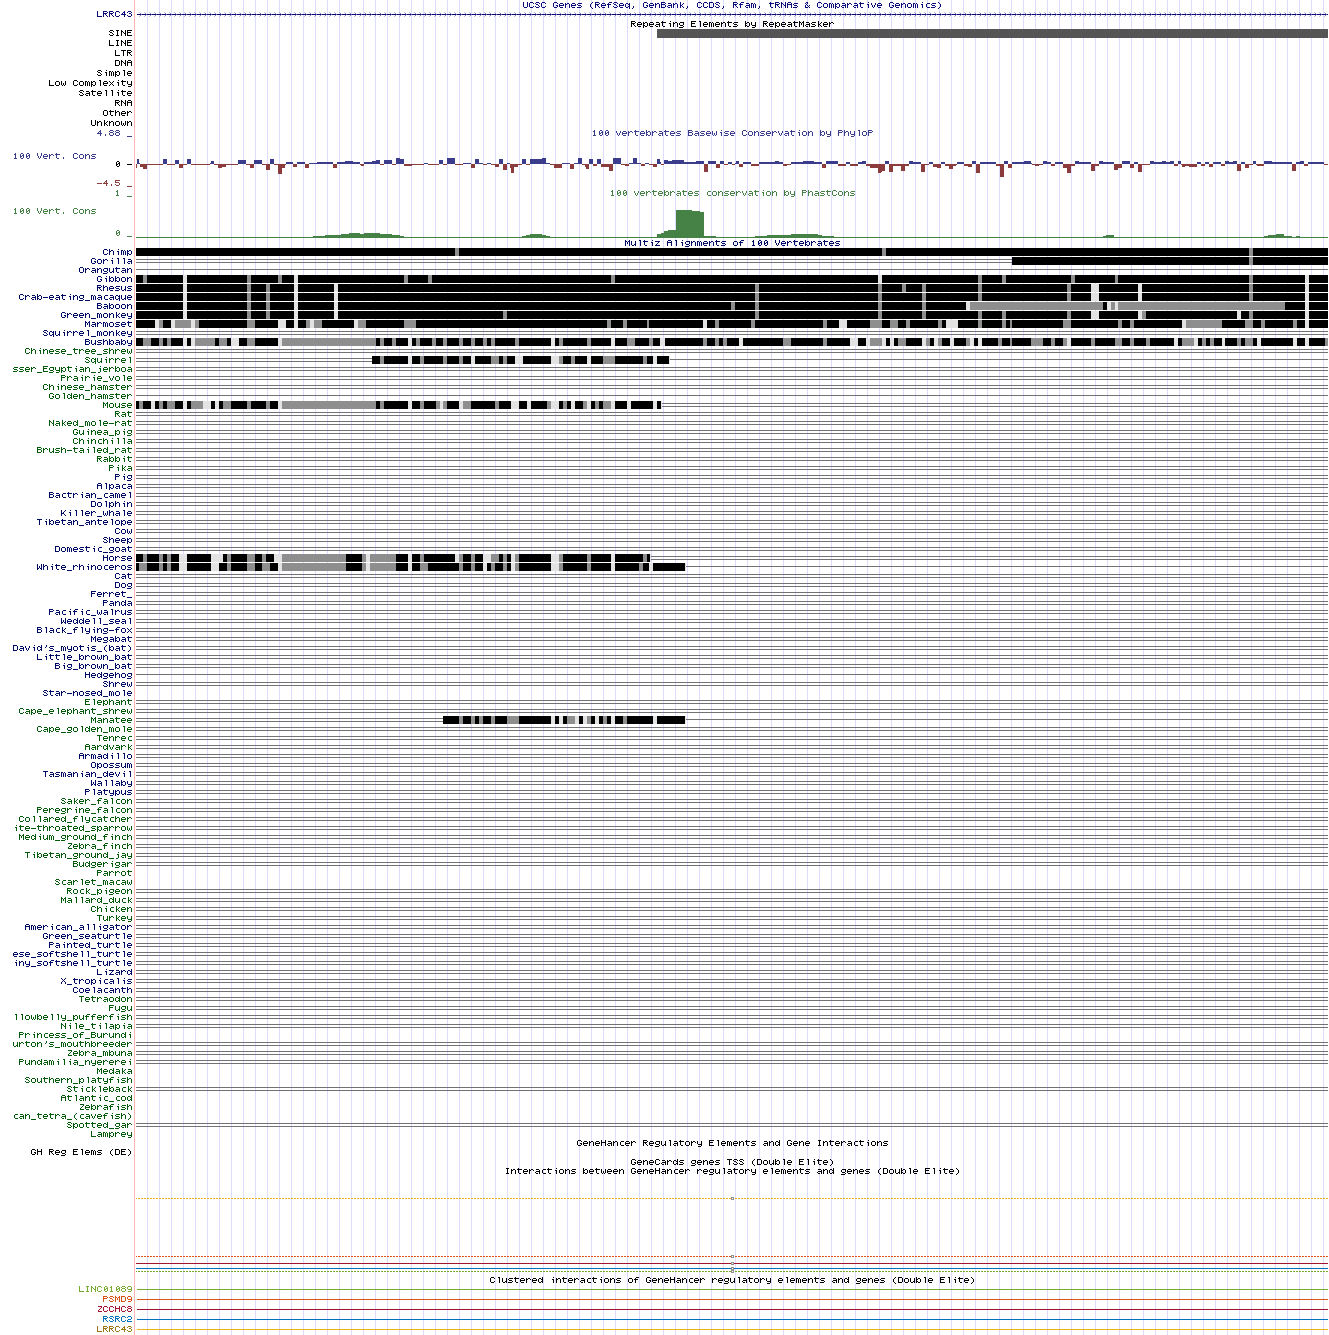 UCSC Genes (RefSeq, GenBank, CCDS, Rfam, tRNAs & Comparative Genomics)
LRRC43
Repeating Elements by RepeatMasker
SINE
LINE
LTR
DNA
Simple
Low Complexity
Satellite
RNA
Other
Unknown
4.88 _
100 vertebrates Basewise Conservation by PhyloP
100 Vert. Cons
0 _
-4.5 _
1 _
100 vertebrates conservation by PhastCons
100 Vert. Cons
0 _
Multiz Alignments of 100 Vertebrates
Chimp
Gorilla
Orangutan
Gibbon
Rhesus
Crab-eating_macaque
Baboon
Green_monkey
Marmoset
Squirrel_monkey
Bushbaby
Chinese_tree_shrew
Squirrel
sser_Egyptian_jerboa
Prairie_vole
Chinese_hamster
Golden_hamster
Mouse
Rat
Naked_mole-rat
Guinea_pig
Chinchilla
Brush-tailed_rat
Rabbit
Pika
Pig
Alpaca
Bactrian_camel
Dolphin
Killer_whale
Tibetan_antelope
Cow
Sheep
Domestic_goat
Horse
White_rhinoceros
Cat
Dog
Ferret_
Panda
Pacific_walrus
Weddell_seal
Black_flying-fox
Megabat
David's_myotis_(bat)
Little_brown_bat
Big_brown_bat
Hedgehog
Shrew
Star-nosed_mole
Elephant
Cape_elephant_shrew
Manatee
Cape_golden_mole
Tenrec
Aardvark
Armadillo
Opossum
Tasmanian_devil
Wallaby
Platypus
Saker_falcon
Peregrine_falcon
Collared_flycatcher
ite-throated_sparrow
Medium_ground_finch
Zebra_finch
Tibetan_ground_jay
Budgerigar
Parrot
Scarlet_macaw
Rock_pigeon
Mallard_duck
Chicken
Turkey
American_alligator
Green_seaturtle
Painted_turtle
ese_softshell_turtle
iny_softshell_turtle
Lizard
X_tropicalis
Coelacanth
Tetraodon
Fugu
llowbelly_pufferfish
Nile_tilapia
Princess_of_Burundi
urton's_mouthbreeder
Zebra_mbuna
Pundamilia_nyererei
Medaka
Southern_platyfish
Stickleback
Atlantic_cod
Zebrafish
can_tetra_(cavefish)
Spotted_gar
Lamprey
GeneHancer Regulatory Elements and Gene Interactions
GH Reg Elems (DE)
GeneCards genes TSS (Double Elite)
Interactions between GeneHancer regulatory elements and genes (Double Elite)
Clustered interactions of GeneHancer regulatory elements and genes (Double Elite)
LINC01089
PSMD9
ZCCHC8
RSRC2
LRRC43